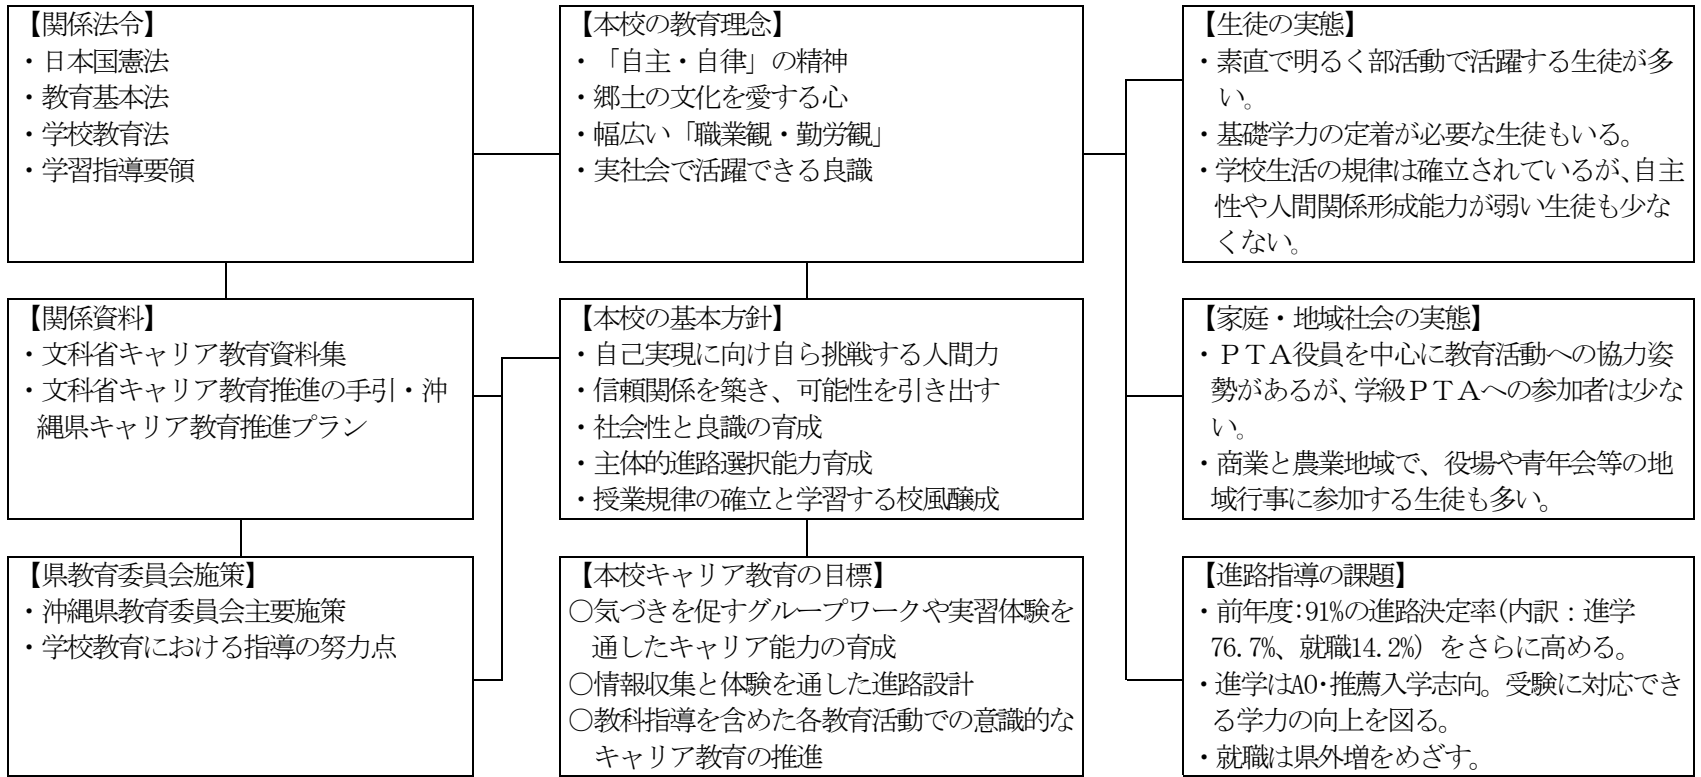 【関係法令】
・日本国憲法
・教育基本法
・学校教育法
・学習指導要領
【本校の教育理念】
・「自主・自律」の精神
・郷土の文化を愛する心
・幅広い「職業観・勤労観」
・実社会で活躍できる良識
【生徒の実態】
・素直で明るく部活動で活躍する生徒が多
い。
・基礎学力の定着が必要な生徒もいる。
・学校生活の規律は確立されているが、自主
性や人間関係形成能力が弱い生徒も少な
くない。
【関係資料】
・文科省キャリア教育資料集
・文科省キャリア教育推進の手引・沖
縄県キャリア教育推進プラン
【本校の基本方針】
・自己実現に向け自ら挑戦する人間力
・信頼関係を築き、可能性を引き出す
・社会性と良識の育成
・主体的進路選択能力育成
・授業規律の確立と学習する校風醸成
【家庭・地域社会の実態】
・ＰＴＡ役員を中心に教育活動への協力姿
勢があるが、学級ＰＴＡへの参加者は少な
い。
・商業と農業地域で、役場や青年会等の地
域行事に参加する生徒も多い。
【県教育委員会施策】
・沖縄県教育委員会主要施策
・学校教育における指導の努力点
【本校キャリア教育の目標】
○気づきを促すグループワークや実習体験を
通したキャリア能力の育成
○情報収集と体験を通した進路設計
○教科指導を含めた各教育活動での意識的な
キャリア教育の推進
【進路指導の課題】
・前年度：91%の進路決定率(内訳：進学
76.7%、就職14.2%) をさらに高める。
・進学はAO・推薦入学志向。受験に対応でき
る学力の向上を図る。
・就職は県外増をめざす。